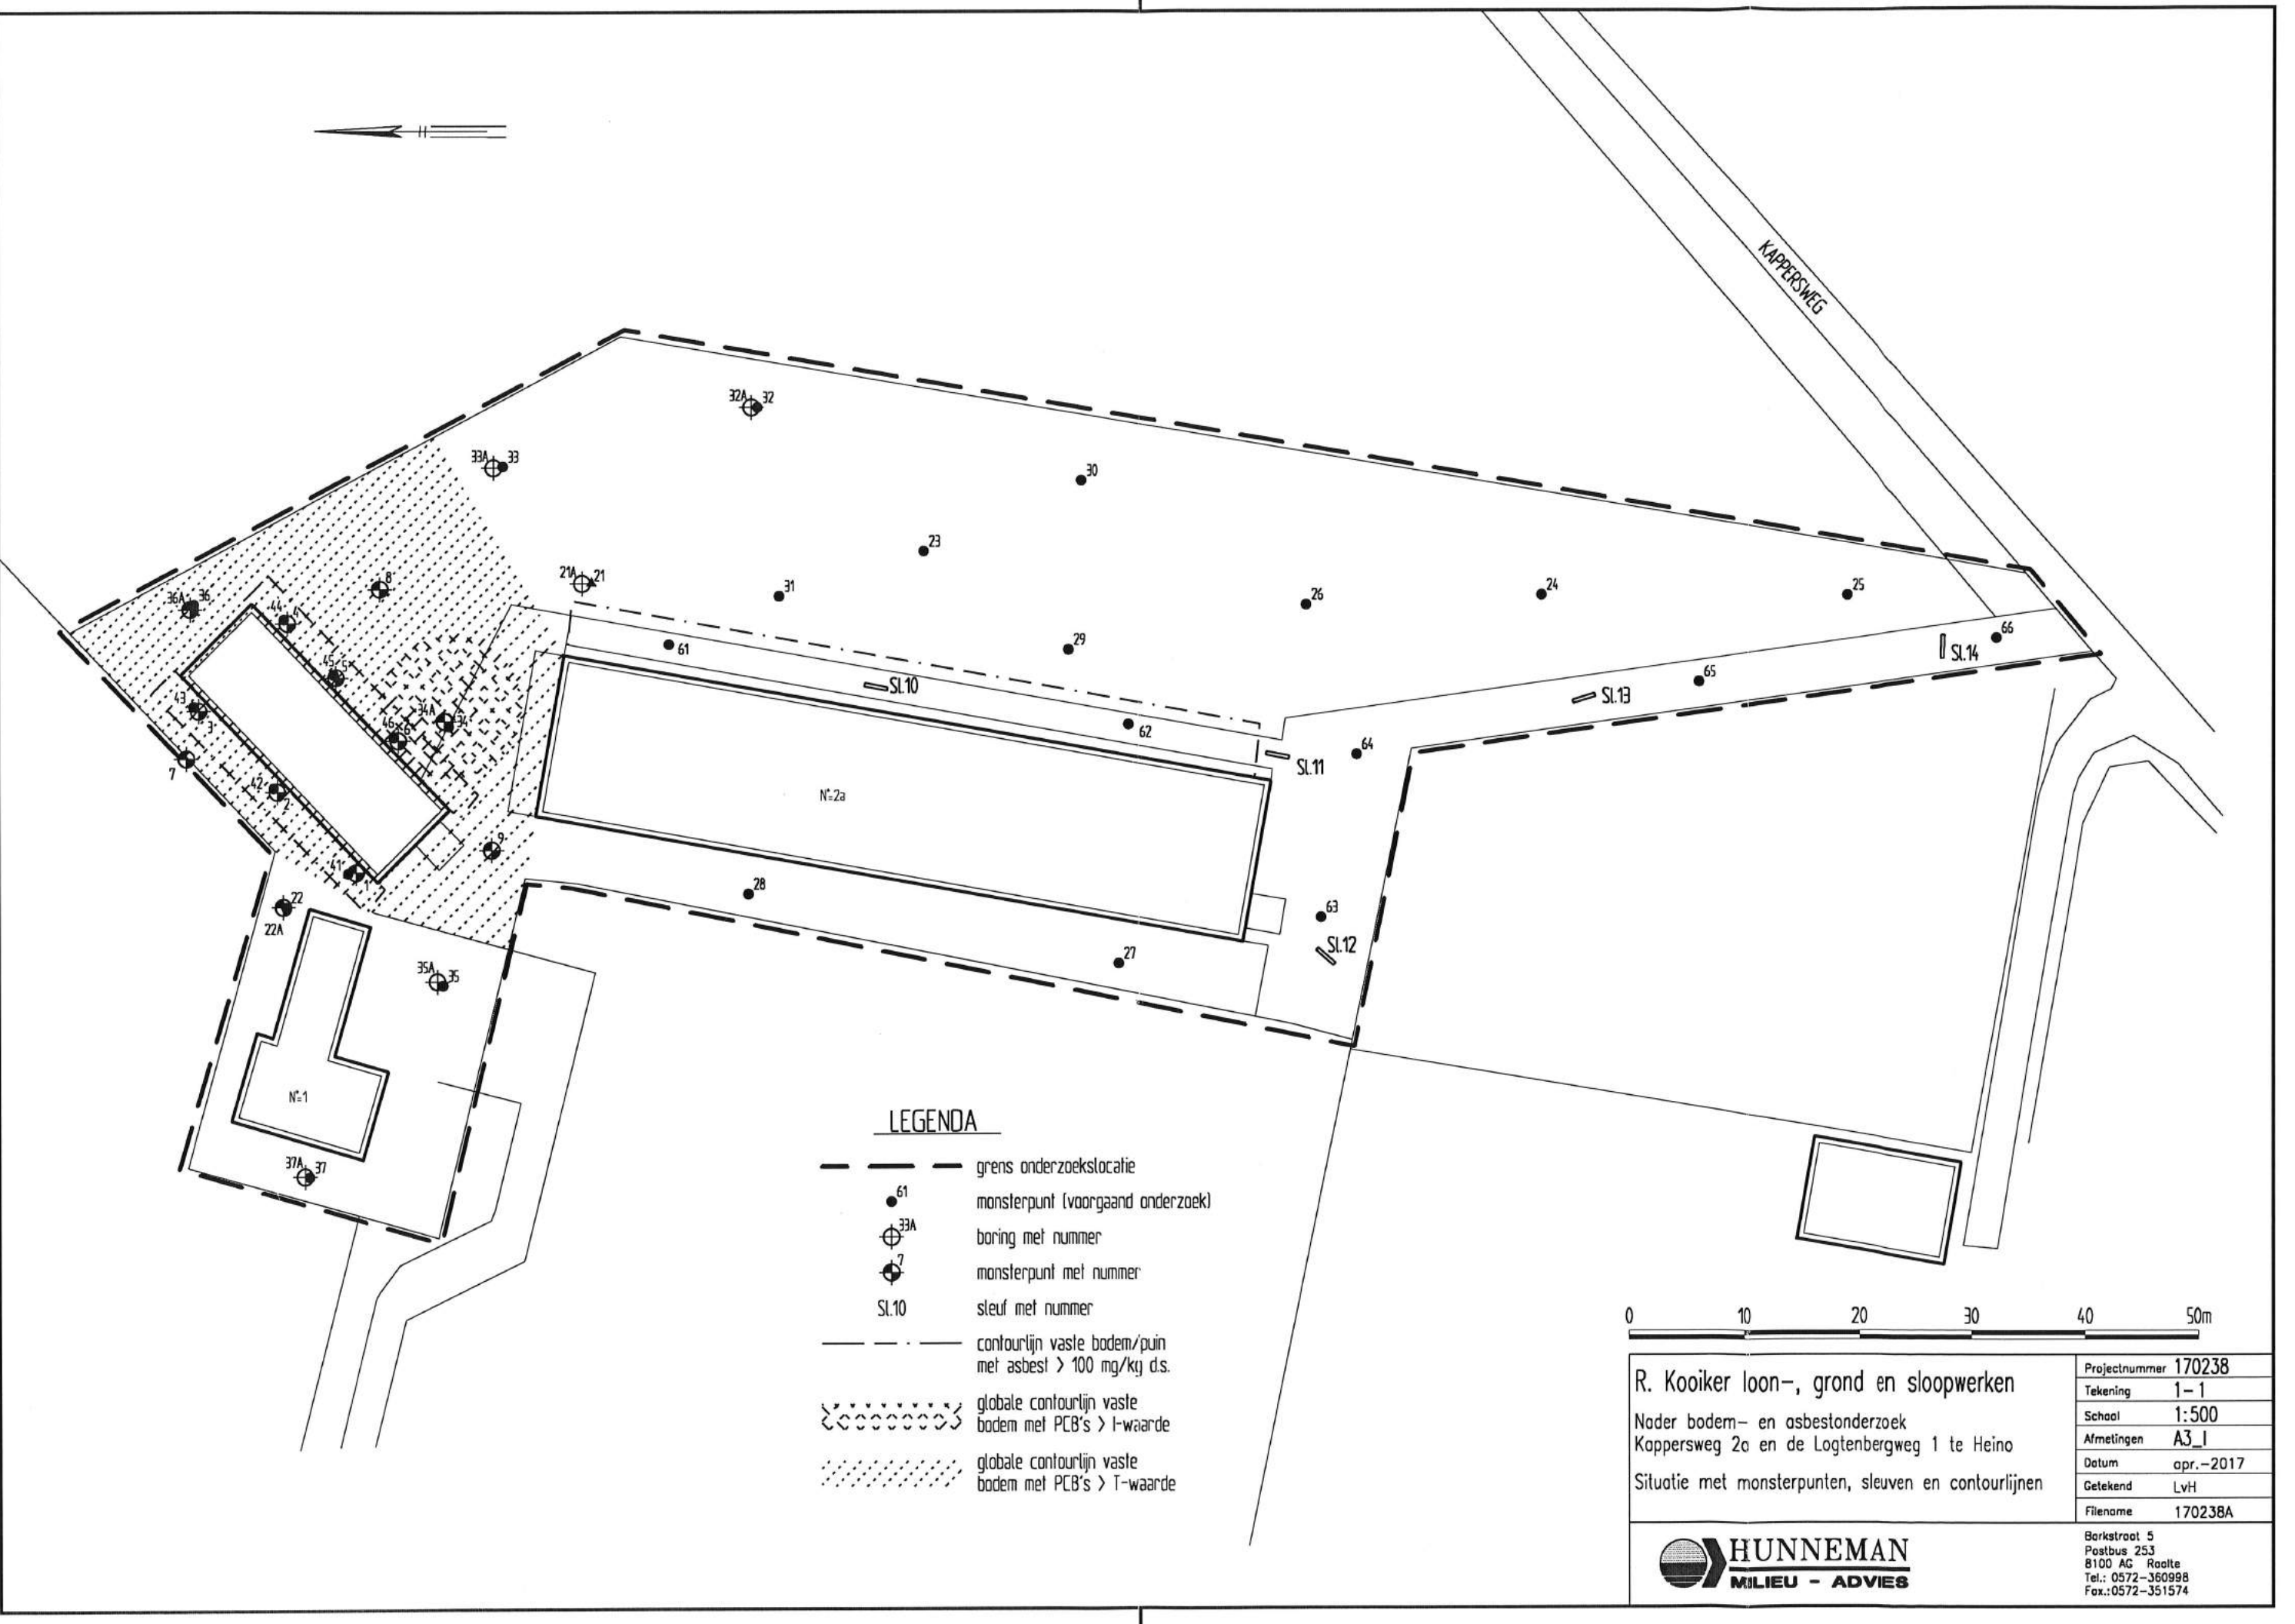 KAPPERSWEG
32A 32
33A 33
30
23
21A 21
31
26
24
25
36A 36
8
44 4
29
66
61
Sl.14
45 5
65
Sl.10
Sl.13
43 3
34A 34
46 6
62
64
7
Sl.11
42 2
N°=2a
9
41 1
28
22
22A
63
Sl.12
27
35A 35
N°=1
37A 37
LEGENDA
grens onderzoekslocatie
61 monsterpunt (voorgaand onderzoek)
33A boring met nummer
7 monsterpunt met nummer
Sl.10 sleuf met nummer
contourlijn vaste bodem/puin
met asbest > 100 mg/kg d.s.
globale contourlijn vaste
bodem met PCB's > I-waarde
globale contourlijn vaste
bodem met PCB's > T-waarde
0 10 20 30 40 50m
R. Kooiker loon-, grond en sloopwerken
Nader bodem- en asbestonderzoek
Kappersweg 2a en de Logtenbergweg 1 te Heino
Situatie met monsterpunten, sleuven en contourlijnen
Projectnummer 170238
Tekening 1-1
Schaal 1:500
Afmetingen A3_l
Datum apr.-2017
Getekend LvH
Filename 170238A
HUNNEMAN
MILIEU - ADVIES
Barkstraat 5
Postbus 253
8100 AG Raalte
Tel.: 0572-360998
Fax.:0572-351574